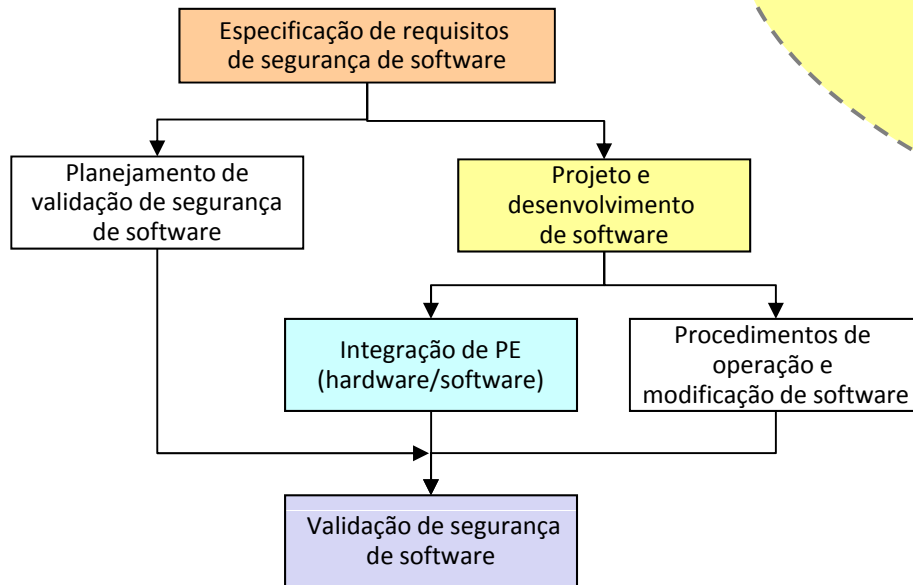 Especificação de requisitos
de segurança de software
Planejamento de
validação de segurança
de software
Projeto e
desenvolvimento
de software
Integração de PE
(hardware/software)
Procedimentos de
operação e
modificação de software
Validação de segurança
de software